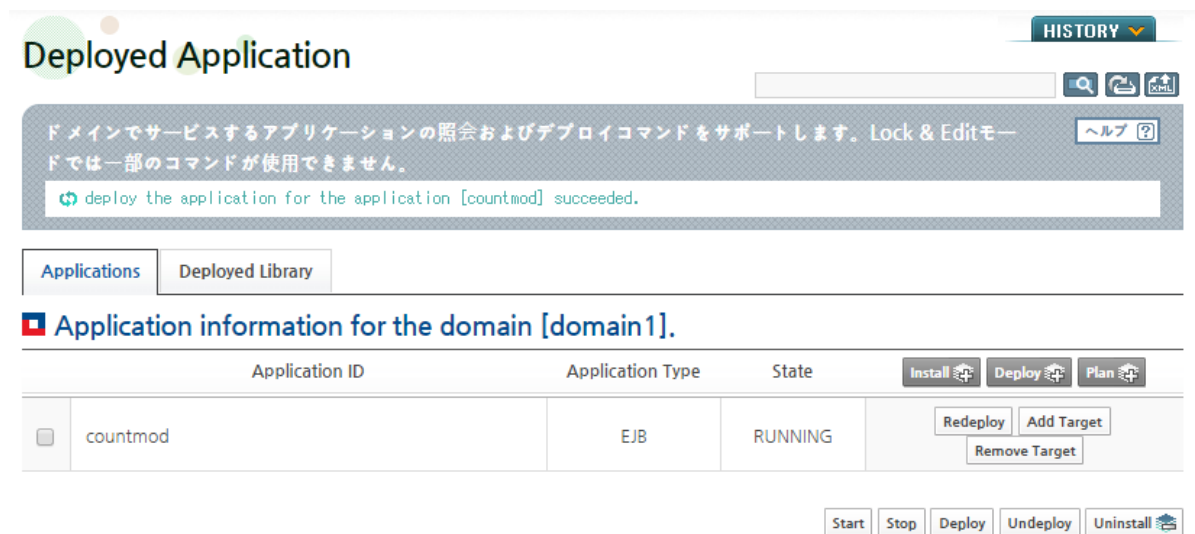 HISTORY
Deployed Application
XML
ドメインでサービスするアプリケーションの照会およびデプロイコマンドをサポートします。Lock & Editモー
ドでは一部のコマンドが使用できません。
ヘルプ ?
deploy the application for the application [countmod] succeeded.
Applications Deployed Library
Application information for the domain [domain1].
Application ID Application Type State Install Deploy Plan
countmod EJB RUNNING Redeploy Add Target
Remove Target
Start Stop Deploy Undeploy Uninstall